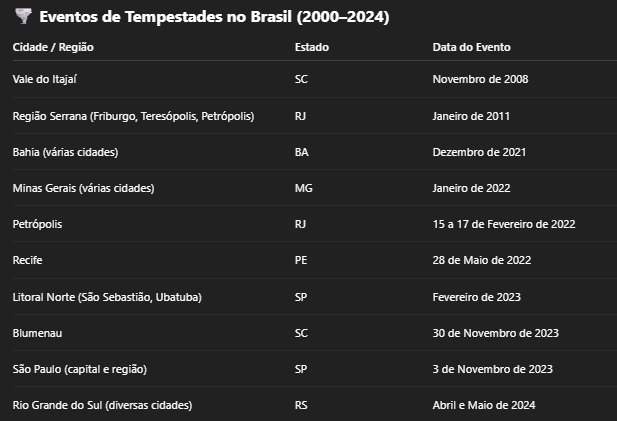 Eventos de Tempestades no Brasil (2000–2024)
Cidade / Região Estado Data do Evento
Vale do Itajaí SC Novembro de 2008
Região Serrana (Friburgo, Teresópolis, Petrópolis) RJ Janeiro de 2011
Bahia (várias cidades) BA Dezembro de 2021
Minas Gerais (várias cidades) MG Janeiro de 2022
Petrópolis RJ 15 a 17 de Fevereiro de 2022
Recife PE 28 de Maio de 2022
Litoral Norte (São Sebastião, Ubatuba) SP Fevereiro de 2023
Blumenau SC 30 de Novembro de 2023
São Paulo (capital e região) SP 3 de Novembro de 2023
Rio Grande do Sul (diversas cidades) RS Abril e Maio de 2024